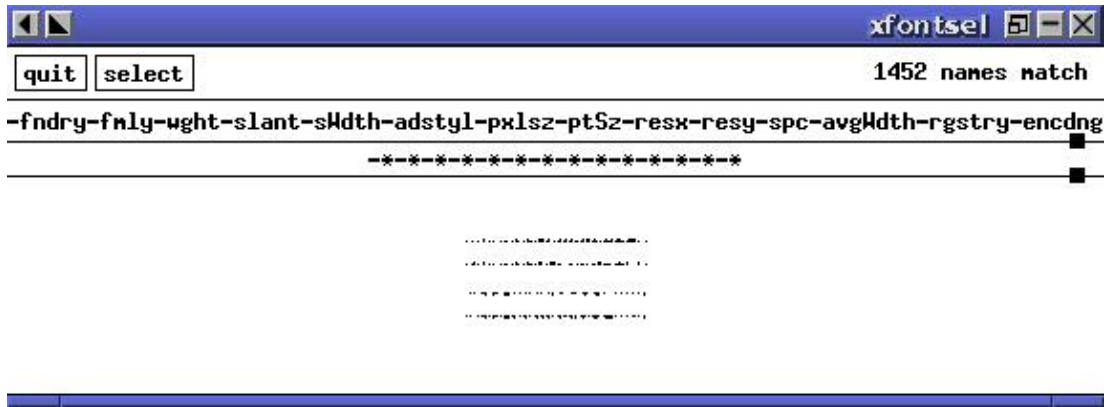 xfontsel
quit select 1452 names match
-fndry-fmly-wght-slant-sWdth-adstyl-pxlsz-ptSz-resx-resy-spc-avgWdth-rgstry-encdng
-*-*-*-*-*-*-*-*-*-*-*-*-*-*